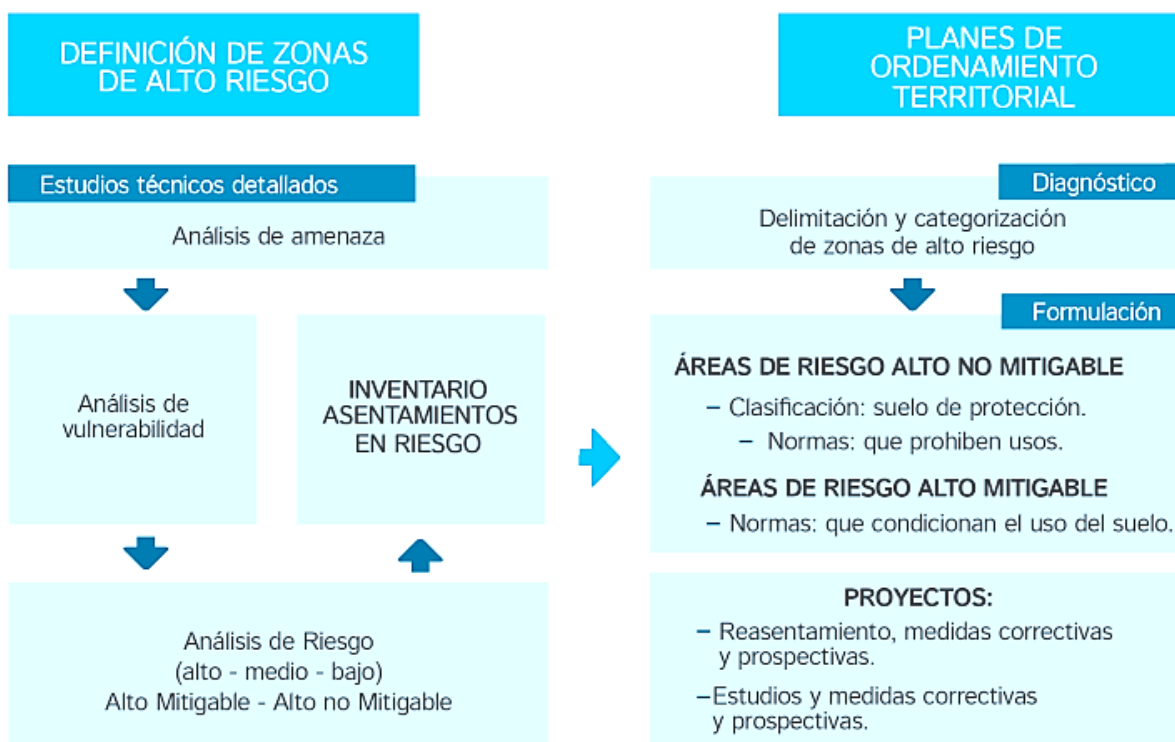 DEFINICIÓN DE ZONAS
DE ALTO RIESGO
Estudios técnicos detallados
Análisis de amenaza
Análisis de
vulnerabilidad
INVENTARIO
ASENTAMIENTOS
EN RIESGO
Análisis de Riesgo
(alto - medio - bajo)
Alto Mitigable - Alto no Mitigable
PLANES DE
ORDENAMIENTO
TERRITORIAL
Diagnóstico
Delimitación y categorización
de zonas de alto riesgo
Formulación
ÁREAS DE RIESGO ALTO NO MITIGABLE
– Clasificación: suelo de protección.
– Normas: que prohiben usos.
ÁREAS DE RIESGO ALTO MITIGABLE
– Normas: que condicionan el uso del suelo.
PROYECTOS:
– Reasentamiento, medidas correctivas
y prospectivas.
–Estudios y medidas correctivas
y prospectivas.